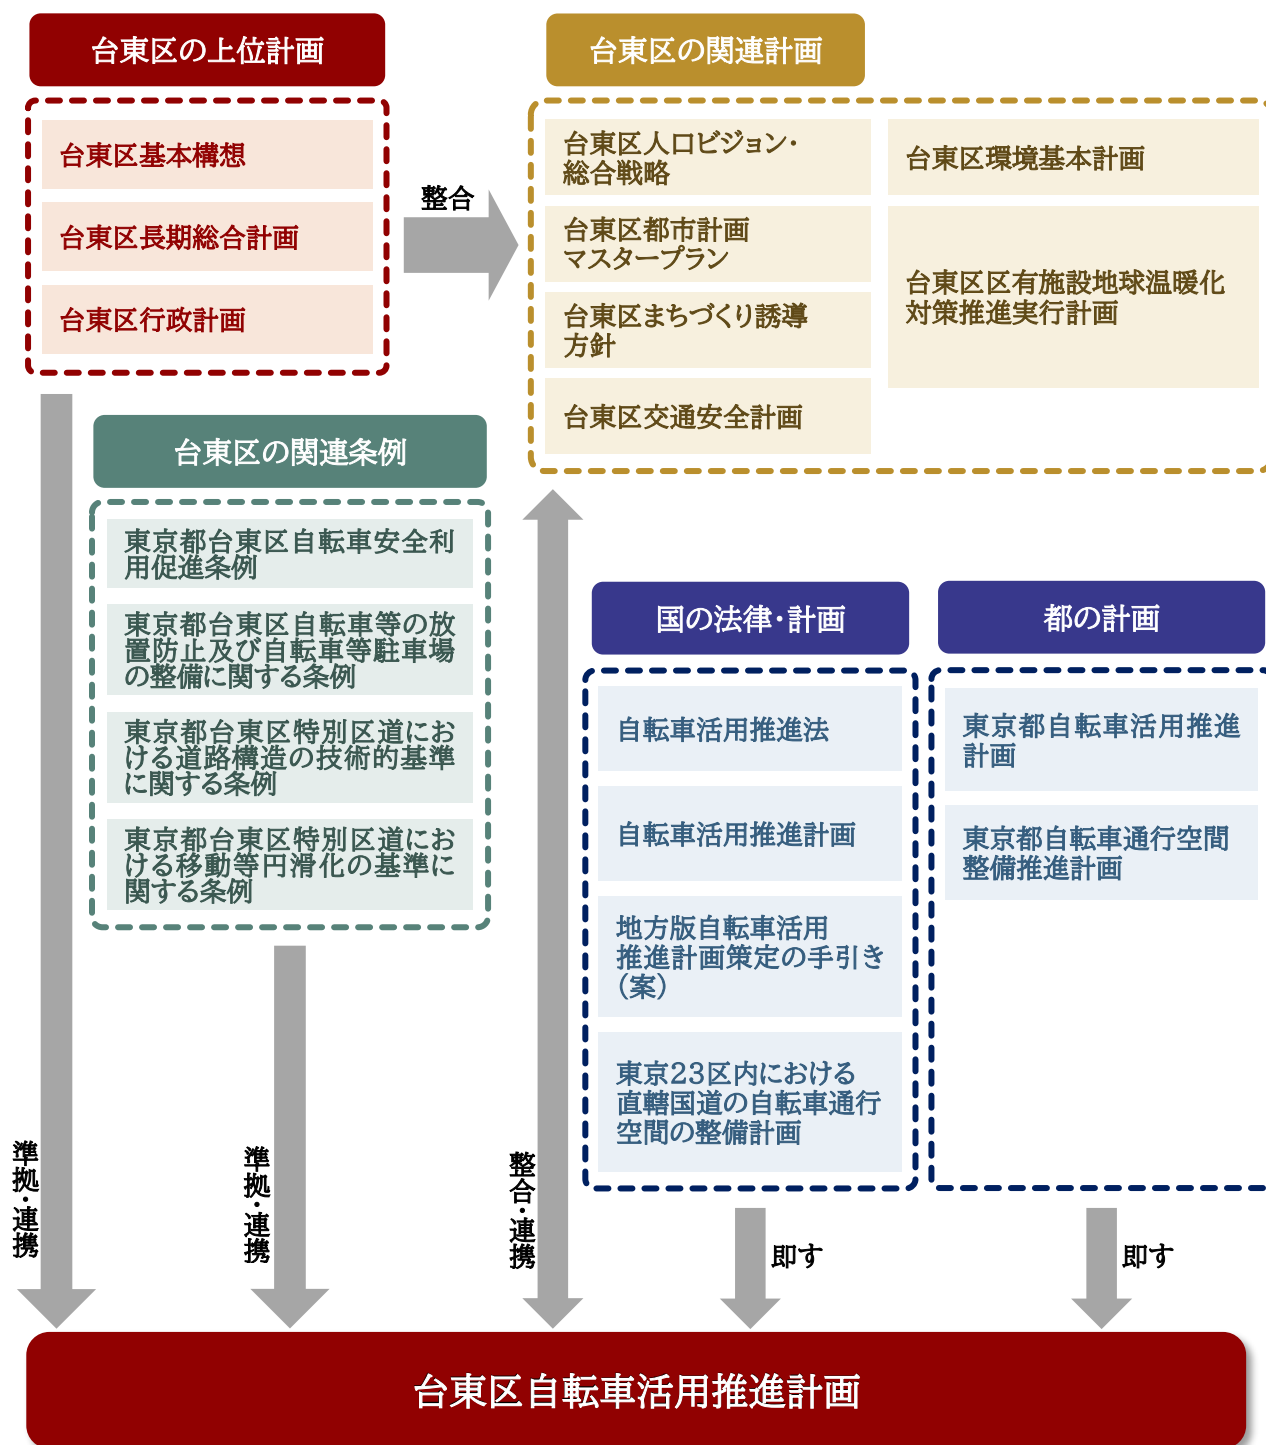 台東区の上位計画
台東区基本構想
台東区長期総合計画
台東区行政計画
整合
台東区の関連計画
台東区人口ビジョン・
総合戦略
台東区都市計画
マスタープラン
台東区まちづくり誘導
方針
台東区交通安全計画
台東区環境基本計画
台東区区有施設地球温暖化
対策推進実行計画
台東区の関連条例
東京都台東区自転車安全利
用促進条例
東京都台東区自転車等の放
置防止及び自転車等駐車場
の整備に関する条例
東京都台東区特別区道にお
ける道路構造の技術的基準
に関する条例
東京都台東区特別区道にお
ける移動等円滑化の基準に
関する条例
国の法律・計画
自転車活用推進法
自転車活用推進計画
地方版自転車活用
推進計画策定の手引き
（案）
東京23区内における
直轄国道の自転車通行
空間の整備計画
都の計画
東京都自転車活用推進
計画
東京都自転車通行空間
整備推進計画
準拠・連携
準拠・連携
整合・連携
即す
即す
台東区自転車活用推進計画